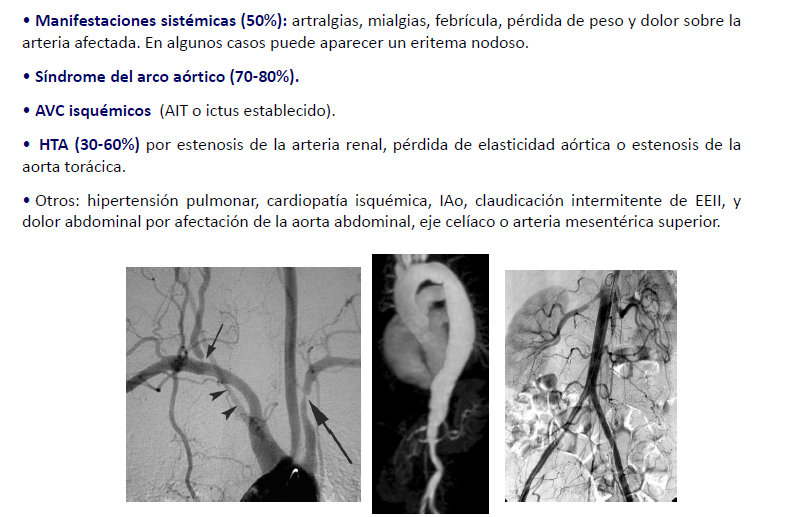 • Manifestaciones sistémicas (50%): artralgias, mialgias, febrícula, pérdida de peso y dolor sobre la
arteria afectada. En algunos casos puede aparecer un eritema nodoso.
• Síndrome del arco aórtico (70-80%).
• AVC isquémicos (AIT o ictus establecido).
• HTA (30-60%) por estenosis de la arteria renal, pérdida de elasticidad aórtica o estenosis de la
aorta torácica.
• Otros: hipertensión pulmonar, cardiopatía isquémica, IAo, claudicación intermitente de EEII, y
dolor abdominal por afectación de la aorta abdominal, eje celíaco o arteria mesentérica superior.